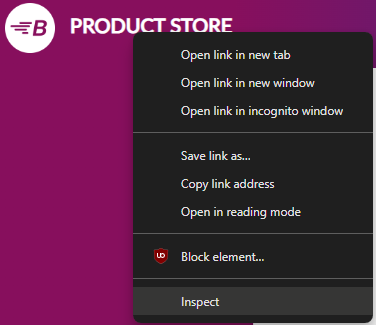 B
PRODUCT STORE
Open link in new tab
Open link in new window
Open link in incognito window
Save link as...
Copy link address
Open in reading mode
UO
Block element...
Inspect